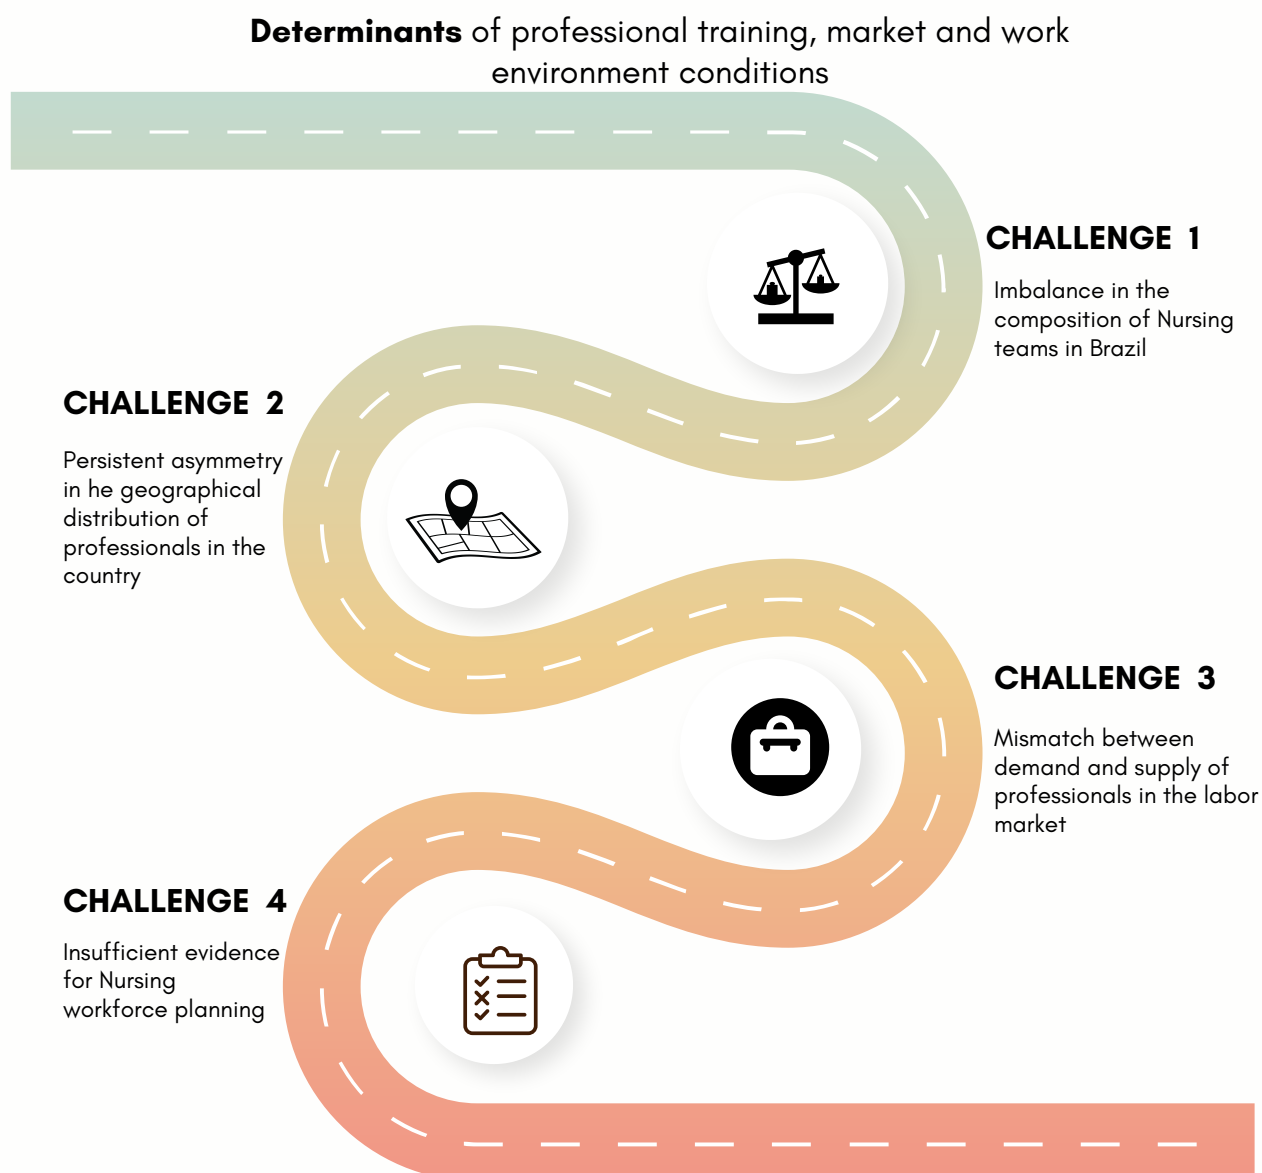 Determinants of professional training, market and work
environment conditions
CHALLENGE 1
Imbalance in the
composition of Nursing
teams in Brazil
CHALLENGE 2
Persistent asymmetry
in he geographical
distribution of
professionals in the
country
CHALLENGE 3
Mismatch between
demand and supply of
professionals in the labor
market
CHALLENGE 4
Insufficient evidence
for Nursing
workforce planning